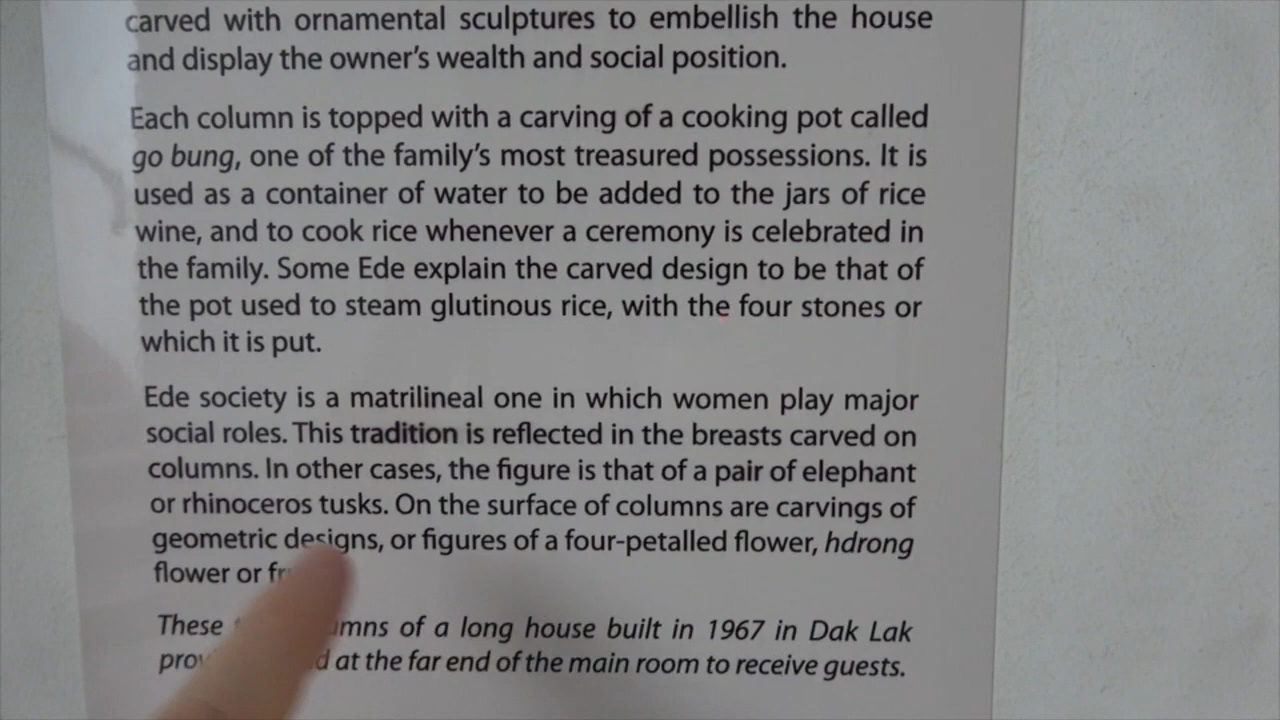 carved with ornamental sculptures to embellish the house
and display the owner's wealth and social position.
Each column is topped with a carving of a cooking pot called
go bung, one of the family's most treasured possessions. It is
used as a container of water to be added to the jars of rice
wine, and to cook rice whenever a ceremony is celebrated in
the family. Some Ede explain the carved design to be that of
the pot used to steam glutinous rice, with the four stones or
which it is put.
Ede society is a matrilineal one in which women play major
social roles. This tradition is reflected in the breasts carved on
columns. In other cases, the figure is that of a pair of elephant
or rhinoceros tusks. On the surface of columns are carvings of
geometric designs, or figures of a four-petalled flower, hdrong
flower or
These of a long house built in 1967 in Dak Lak
at the far end of the main room to receive guests.